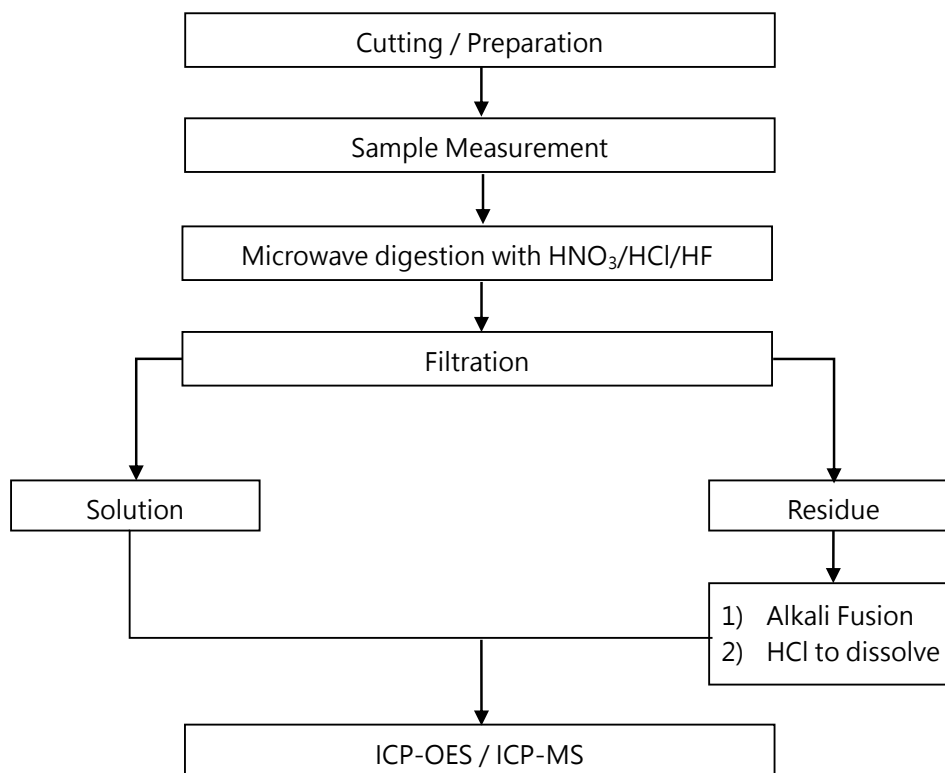 Cutting / Preparation
Sample Measurement
Microwave digestion with HNO₃/HCl/HF
Filtration
Solution
Residue
1) Alkali Fusion
2) HCl to dissolve
ICP-OES / ICP-MS